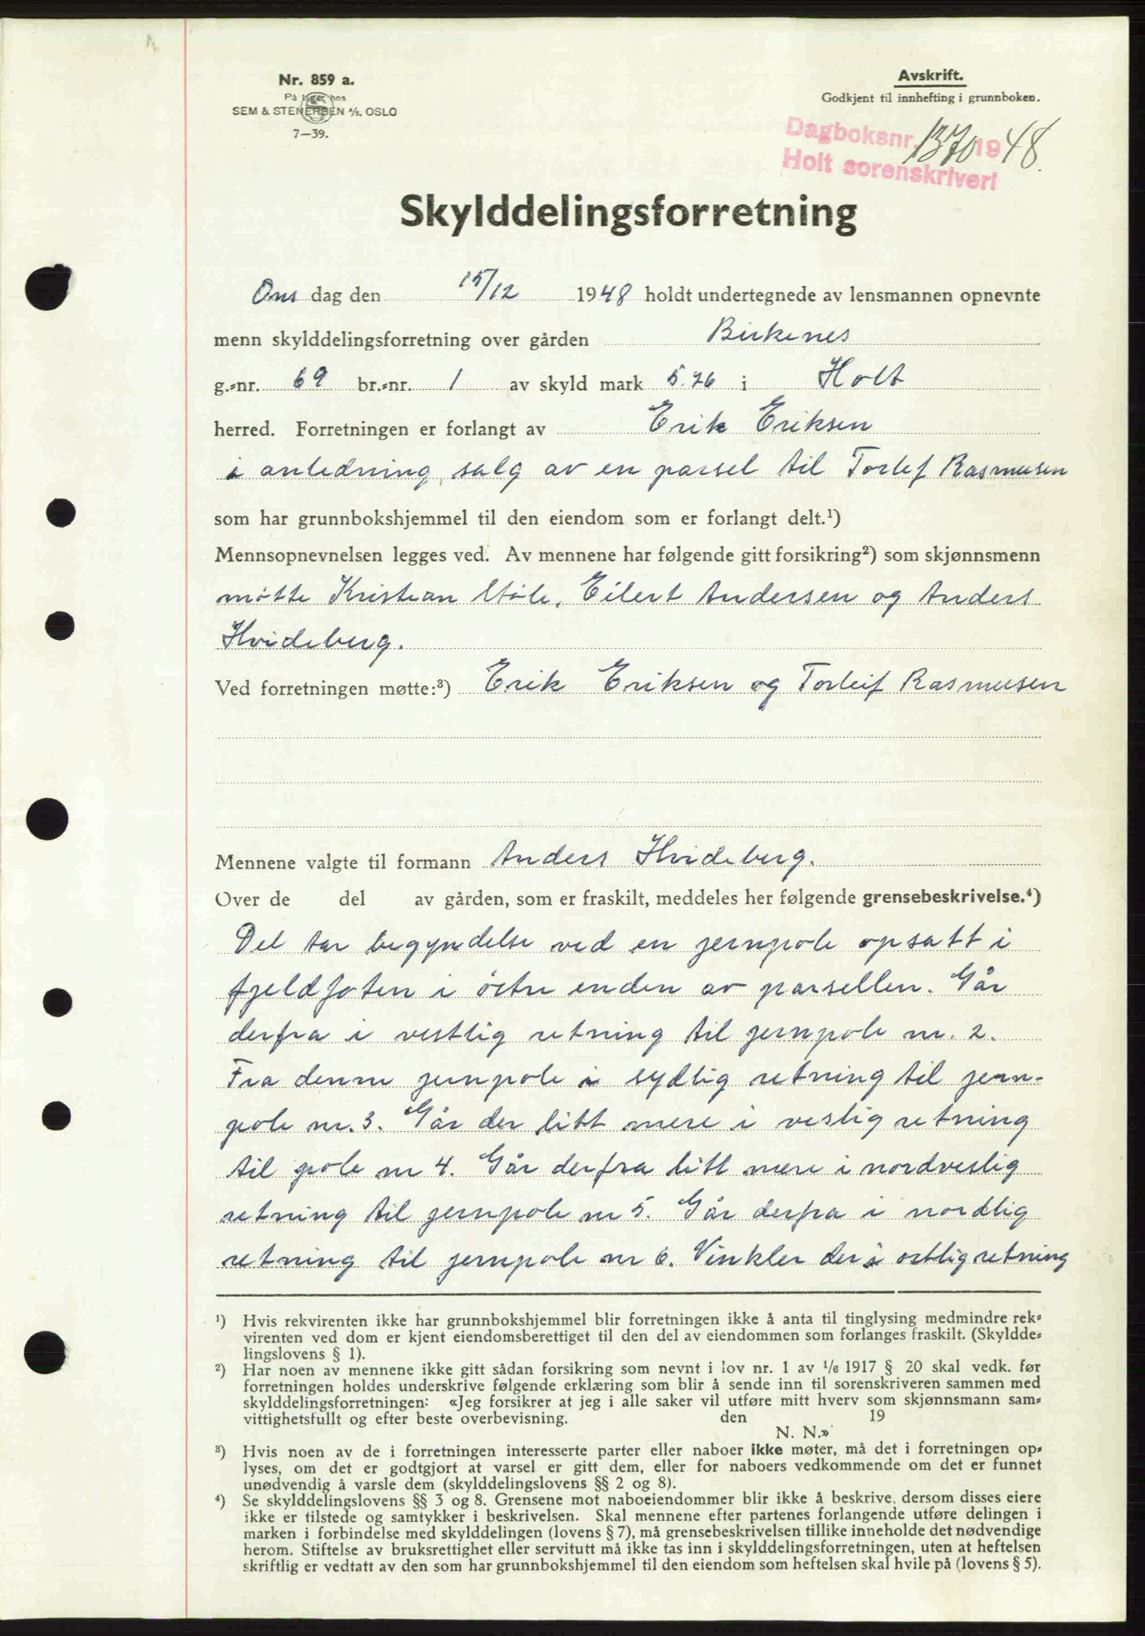 Nr. 859 a.
På lager hos
SEM & STENERSEN A/S. OSLO
7—39.
Avskrift.
Godkjent til innhefting i grunnboken.
Dagboksnr. 1370 1948.
Holt sorenskriveri
Skylddelingsforretning
Ons dag den 15/12 1948 holdt undertegnede av lensmannen opnevnte
menn skylddelingsforretning over gården Birkenes
g.-nr. 69 br.-nr. 1 av skyld mark 5.76 i Holt
herred. Forretningen er forlangt av Erik Eriksen
i anledning salg av en parsel til Torlef Rasmusen
som har grunnbokshjemmel til den eiendom som er forlangt delt.¹)
Mennsopnevnelsen legges ved. Av mennene har følgende gitt forsikring²) som skjønnsmenn
møtte Kristian Eilert Andersen og Anders
Hvideberg.
Ved forretningen møtte:³) Erik Eriksen og Torleif Rasmusen
Mennene valgte til formann Anders Hvideberg.
Over de del av gården, som er fraskilt, meddeles her følgende grensebeskrivelse.⁴)
Det tar begyndelse ved en jernpole opsatt i
fjeldfoten i östre enden av parsellen. Går
derfra i vestlig retning til jernpole nr. 2.
Fra denne jernpole i sydlig retning til jern-
pole nr. 3. Går der litt mere i veslig retning
til pole nr 4. Går derfra litt mere i nordveslig
retning til jernpole nr 5. Går derfra i nordlig
retning til jernpole nr 6. Vinkler der i ostlig retning
¹) Hvis rekvirenten ikke har grunnbokshjemmel blir forretningen ikke å anta til tinglysing medmindre rek-
virenten ved dom er kjent eiendomsberettiget til den del av eiendommen som forlanges fraskilt. (Skyldde-
lingslovens § 1).
²) Har noen av mennene ikke gitt sådan forsikring som nevnt i lov nr. 1 av 1/6 1917 § 20 skal vedk. før
forretningen holdes underskrive følgende erklæring som blir å sende inn til sorenskriveren sammen med
skylddelingsforretningen: «Jeg forsikrer at jeg i alle saker vil utføre mitt hverv som skjønnsmann sam-
vittighetsfullt og efter beste overbevisning. den 19
N. N.»
³) Hvis noen av de i forretningen interesserte parter eller naboer ikke møter, må det i forretningen op-
lyses, om det er godtgjort at varsel er gitt dem, eller for naboers vedkommende om det er funnet
unødvendig å varsle dem (skylddelingslovens §§ 2 og 8).
⁴) Se skylddelingslovens §§ 3 og 8. Grensene mot naboeiendommer blir ikke å beskrive, dersom disses eiere
ikke er tilstede og samtykker i beskrivelsen. Skal mennene efter partenes forlangende utføre delingen i
marken i forbindelse med skylddelingen (lovens § 7), må grensebeskrivelsen tillike inneholde det nødvendige
herom. Stiftelse av bruksrettighet eller servitutt må ikke tas inn i skylddelingsforretningen, uten at heftelsen
skriftlig er vedtatt av den som har grunnbokshjemmel til den eiendom som heftelsen skal hvile på (lovens § 5).